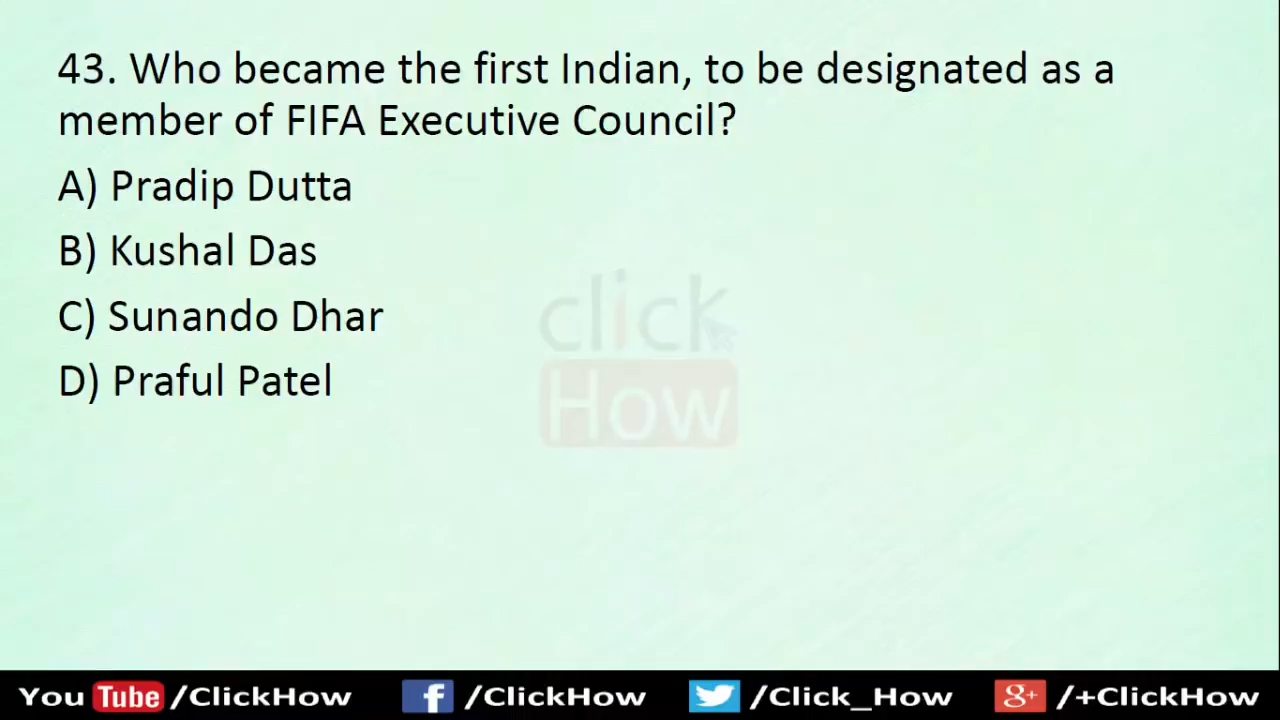 43. Who became the first Indian, to be designated as a
member of FIFA Executive Council?
A) Pradip Dutta
B) Kushal Das
C) Sunando Dhar
D) Praful Patel
click
How
You Tube /ClickHow f /ClickHow /Click_How g+ /+ClickHow